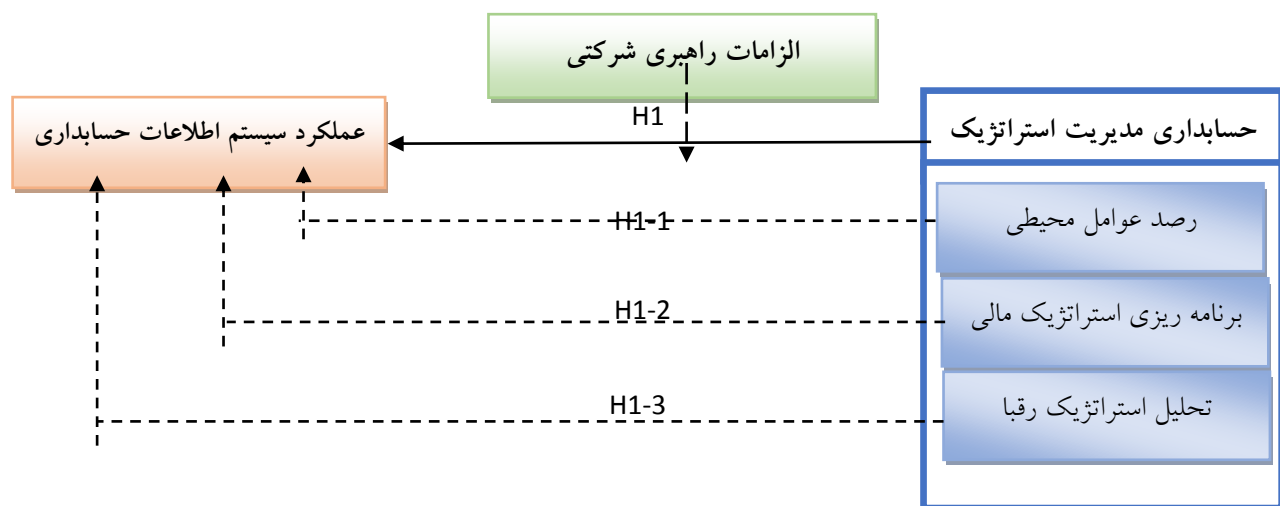 الزامات راهبری شرکتی
H1
حسابداری مدیریت استراتژیک
عملکرد سیستم اطلاعات حسابداری
رصد عوامل محیطی
H1-1
برنامه ریزی استراتژیک مالی
H1-2
تحلیل استراتژیک رقبا
H1-3